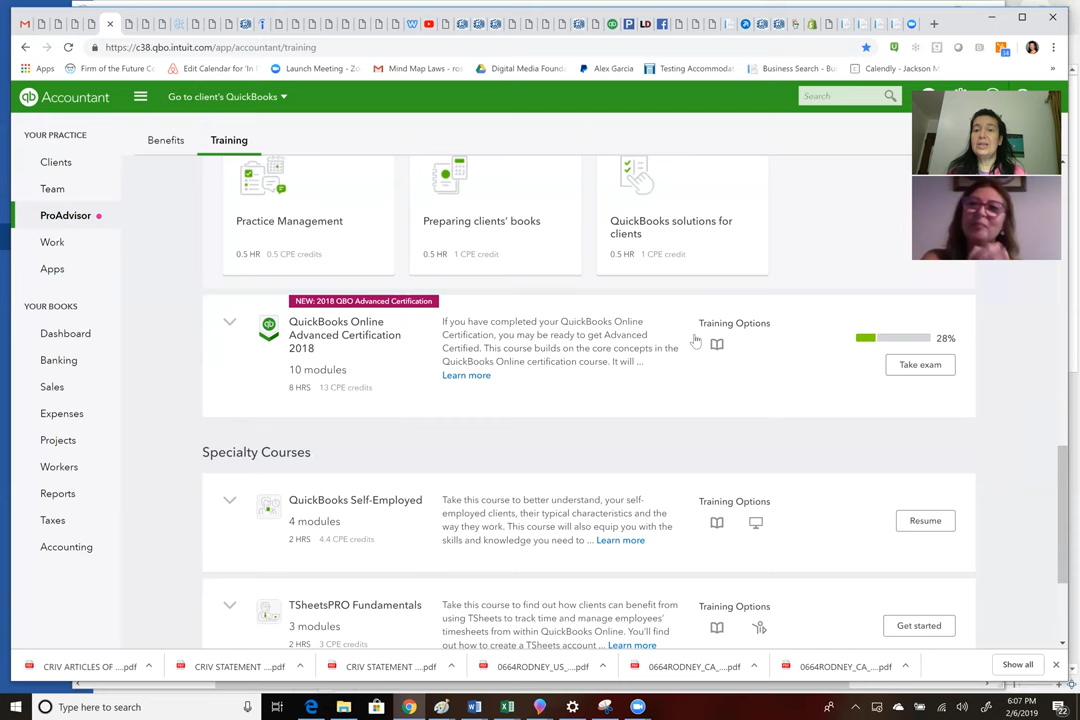 https://c38.qbo.intuit.com/app/accountant/training
Apps
Firm of the Future C
Edit Calendar for 'In
Launch Meeting - Zo
Mind Map Laws - ros
Digital Media Found
Alex Garcia
Testing Accommodat
Business Search - Bu
Calendly - Jackson M
»
qb Accountant
Go to client's QuickBooks
Search
YOUR PRACTICE
Clients
Team
ProAdvisor
Work
Apps
YOUR BOOKS
Dashboard
Banking
Sales
Expenses
Projects
Workers
Reports
Taxes
Accounting
Benefits
Training
Practice Management
0.5 HR 0.5 CPE credits
Preparing clients' books
0.5 HR 1 CPE credit
QuickBooks solutions for
clients
0.5 HR 1 CPE credit
NEW: 2018 QBO Advanced Certification
QuickBooks Online
Advanced Certification
2018
10 modules
8 HRS 13 CPE credits
If you have completed your QuickBooks Online
Certification, you may be ready to get Advanced
Certified. This course builds on the core concepts in the
QuickBooks Online certification course. It will ...
Learn more
Training Options
28%
Take exam
Specialty Courses
QuickBooks Self-Employed
4 modules
2 HRS 4.4 CPE credits
Take this course to better understand, your self-
employed clients, their typical characteristics and the
way they work. This course will also equip you with the
skills and knowledge you need to ... Learn more
Training Options
Resume
TSheetsPRO Fundamentals
3 modules
2 HRS 3 CPE credits
Take this course to find out how clients can benefit from
using TSheets to track time and manage employees'
timesheets from within QuickBooks Online. You'll find
out how to create a TSheets account ... Learn more
Training Options
Get started
CRIV ARTICLES OF ....pdf
CRIV STATEMENT ....pdf
CRIV STATEMENT ....pdf
0664RODNEY_US_....pdf
0664RODNEY_CA_....pdf
0664RODNEY_CA_....pdf
Show all
Type here to search
6:07 PM
2/6/2019
22